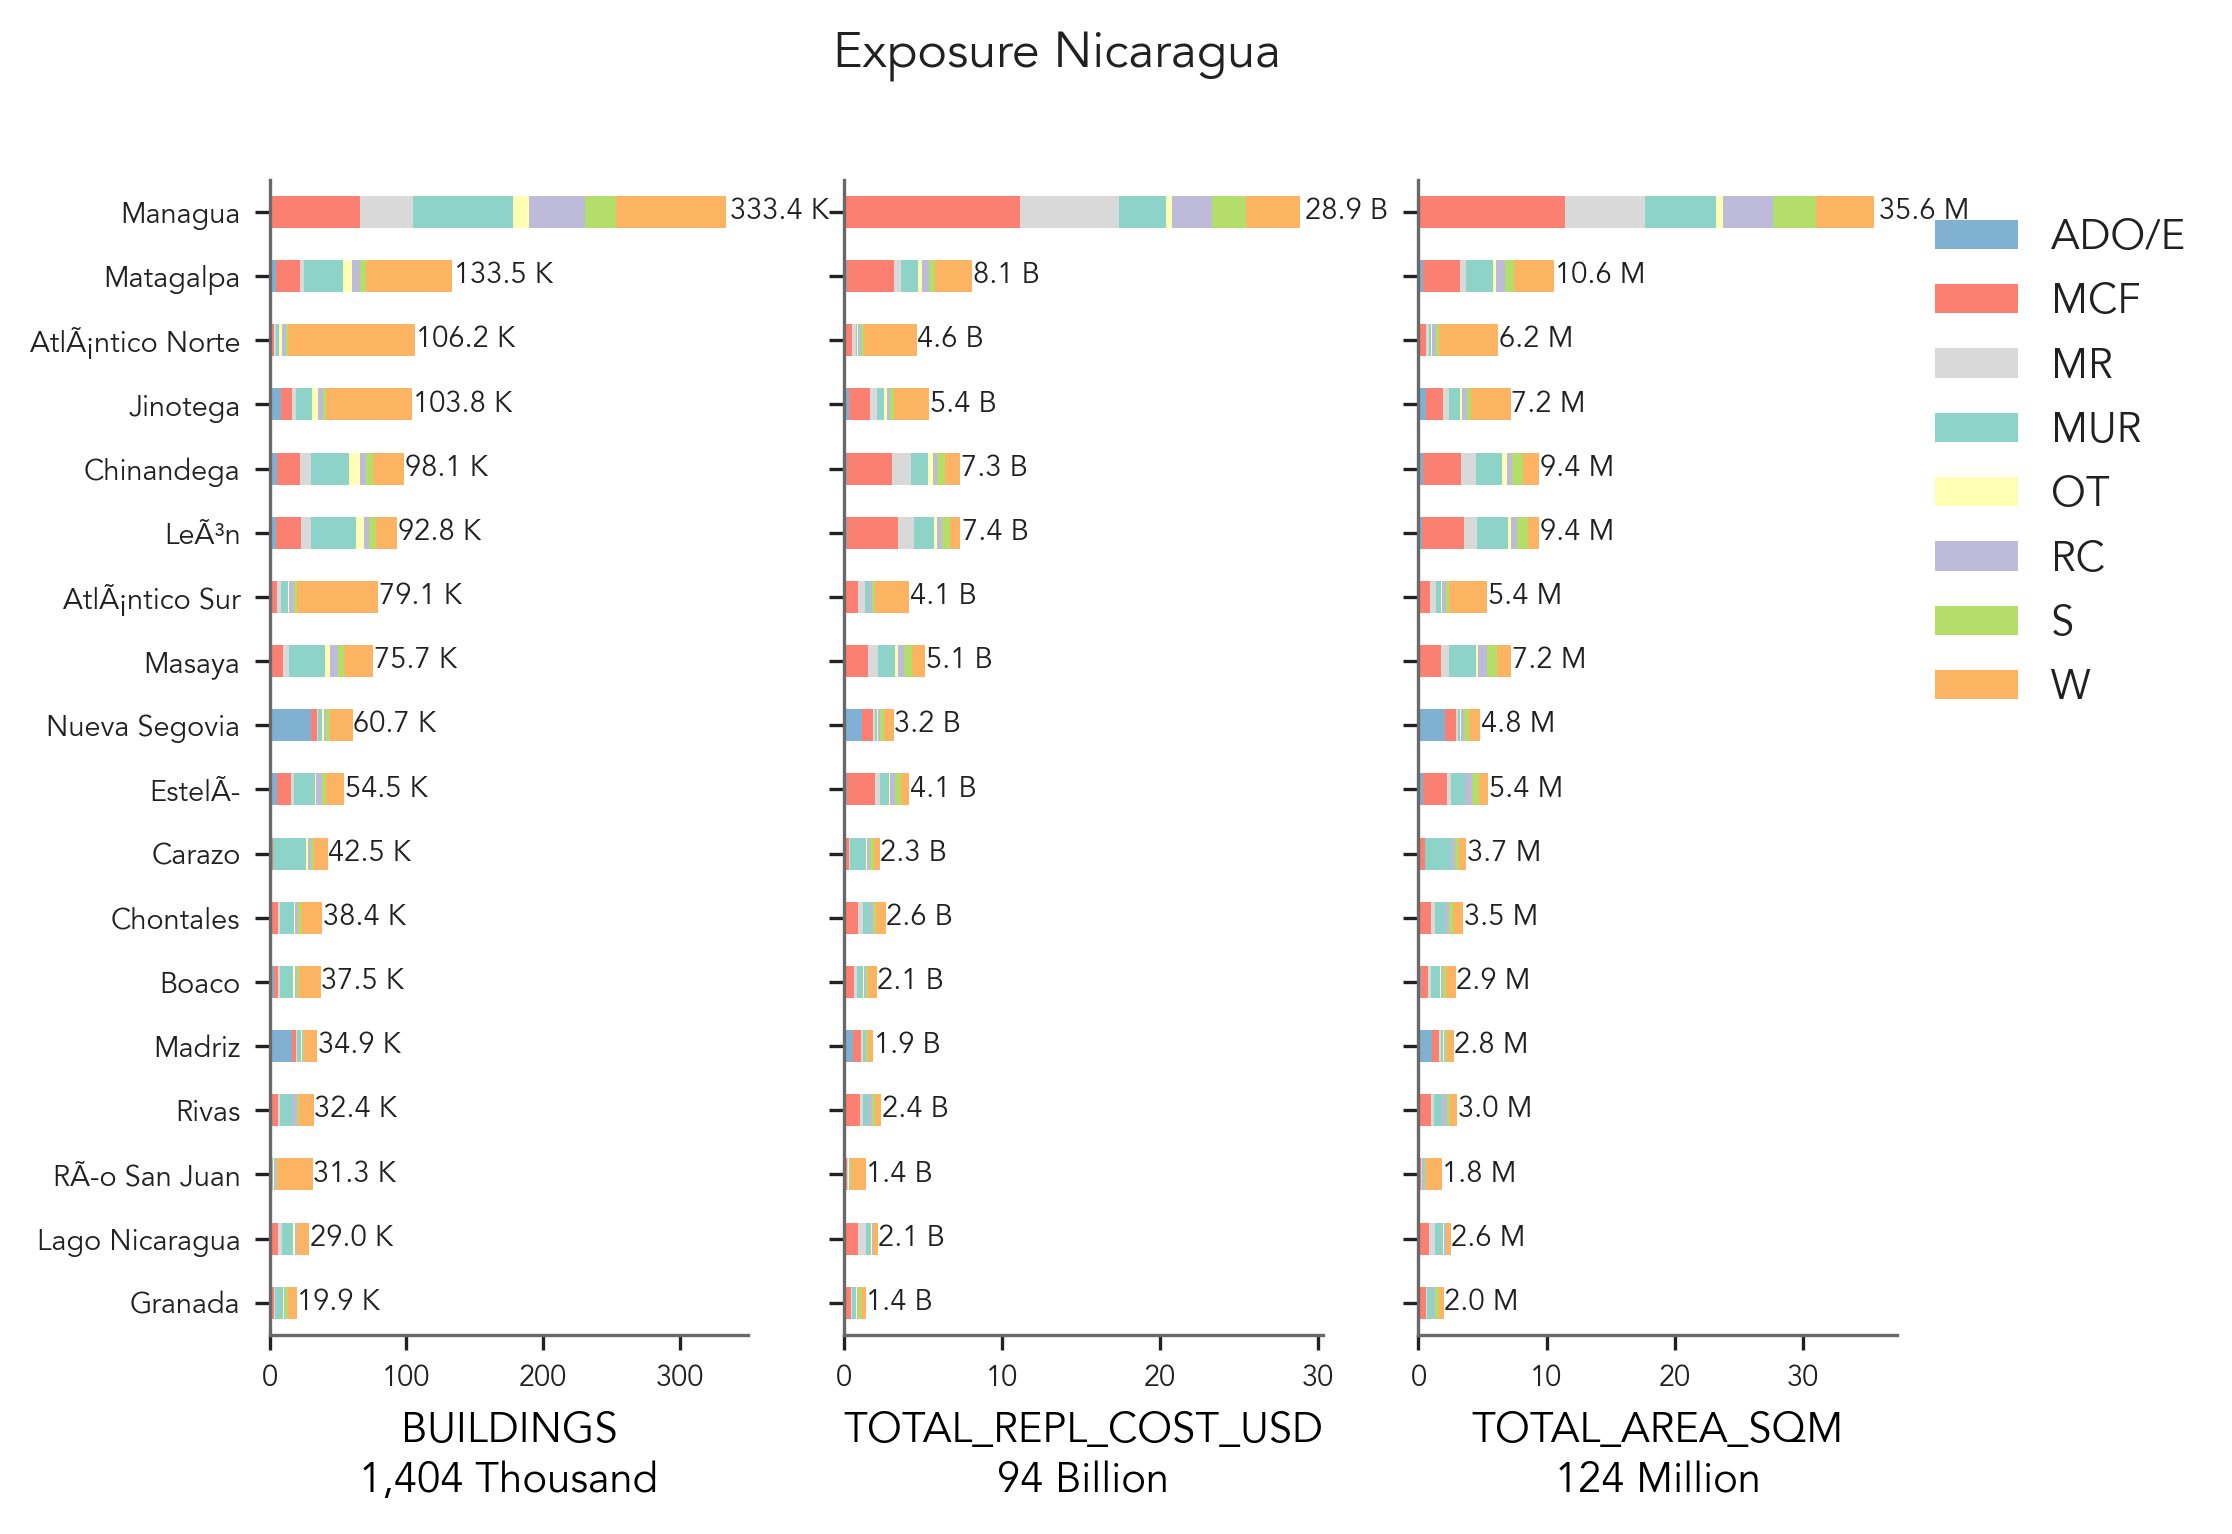 Exposure Nicaragua
Managua 333.4 K 28.9 B 35.6 M
Matagalpa 133.5 K 8.1 B 10.6 M
AtlÃ¡ntico Norte 106.2 K 4.6 B 6.2 M
Jinotega 103.8 K 5.4 B 7.2 M
Chinandega 98.1 K 7.3 B 9.4 M
LeÃ³n 92.8 K 7.4 B 9.4 M
AtlÃ¡ntico Sur 79.1 K 4.1 B 5.4 M
Masaya 75.7 K 5.1 B 7.2 M
Nueva Segovia 60.7 K 3.2 B 4.8 M
EstelÃ- 54.5 K 4.1 B 5.4 M
Carazo 42.5 K 2.3 B 3.7 M
Chontales 38.4 K 2.6 B 3.5 M
Boaco 37.5 K 2.1 B 2.9 M
Madriz 34.9 K 1.9 B 2.8 M
Rivas 32.4 K 2.4 B 3.0 M
RÃ-o San Juan 31.3 K 1.4 B 1.8 M
Lago Nicaragua 29.0 K 2.1 B 2.6 M
Granada 19.9 K 1.4 B 2.0 M
0 100 200 300
BUILDINGS
1,404 Thousand
0 10 20 30
TOTAL_REPL_COST_USD
94 Billion
0 10 20 30
TOTAL_AREA_SQM
124 Million
ADO/E
MCF
MR
MUR
OT
RC
S
W